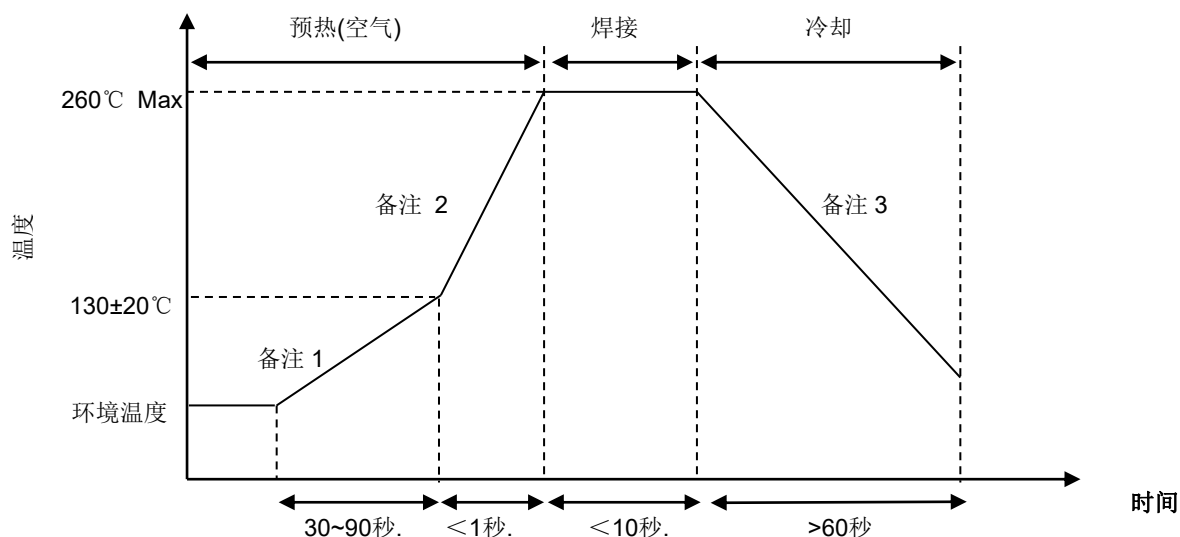 预热(空气)
焊接
冷却
260℃ Max
备注 2
备注 3
温度
130±20℃
备注 1
环境温度
时间
30~90秒.
＜1秒.
＜10秒.
>60秒